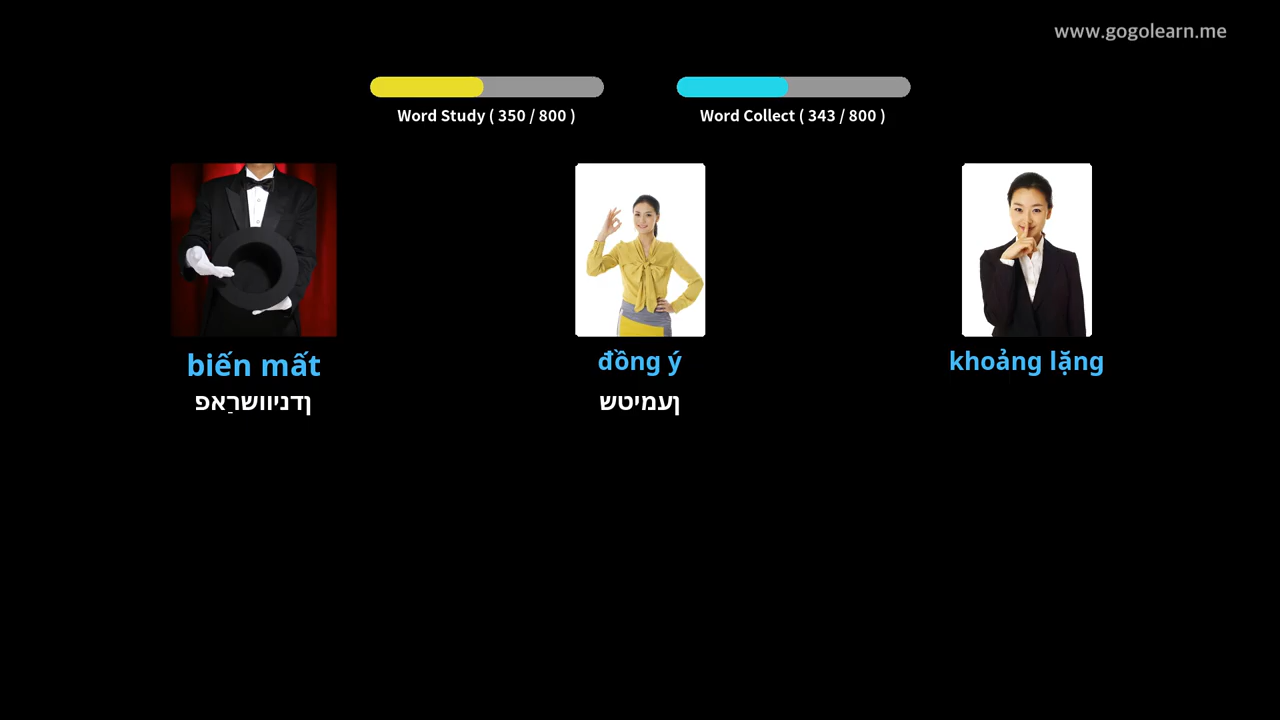 www.gogolearn.me
Word Study ( 350 / 800 )
Word Collect ( 343 / 800 )
biến mất
đồng ý
khoảng lặng
פאַרשווינדן
שטימען